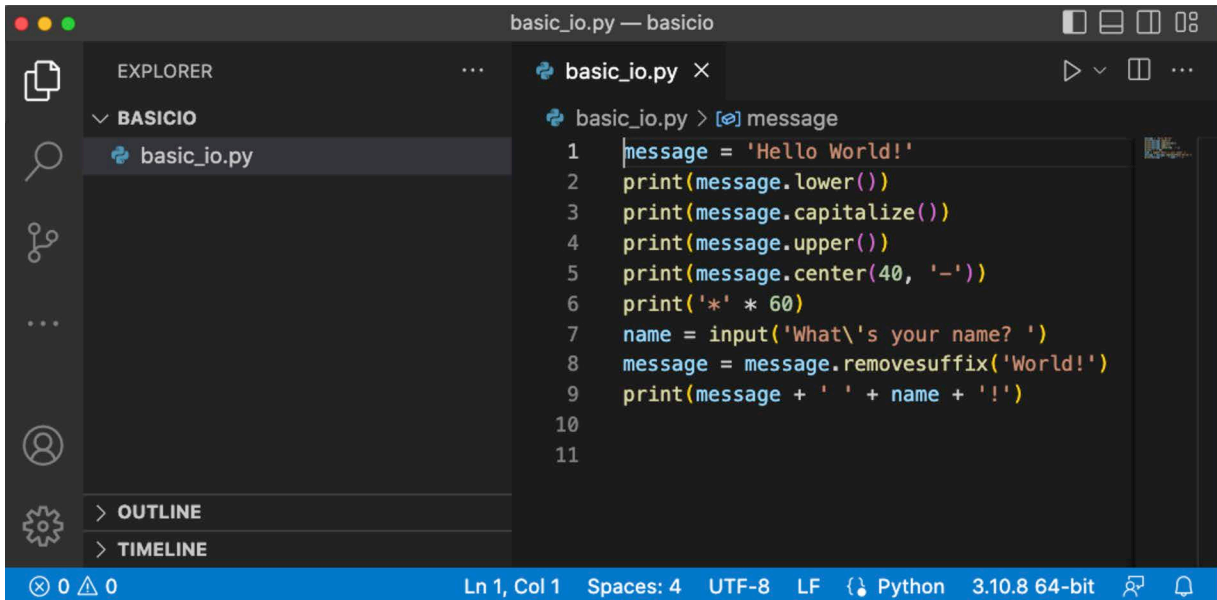 basic_io.py — basicio
EXPLORER
basic_io.py
BASICIO
basic_io.py
basic_io.py > message
1 message = 'Hello World!'
2 print(message.lower())
3 print(message.capitalize())
4 print(message.upper())
5 print(message.center(40, '-'))
6 print('*' * 60)
7 name = input('What\'s your name? ')
8 message = message.removesuffix('World!')
9 print(message + ' ' + name + '!')
10
11
OUTLINE
TIMELINE
0 0 Ln 1, Col 1 Spaces: 4 UTF-8 LF Python 3.10.8 64-bit